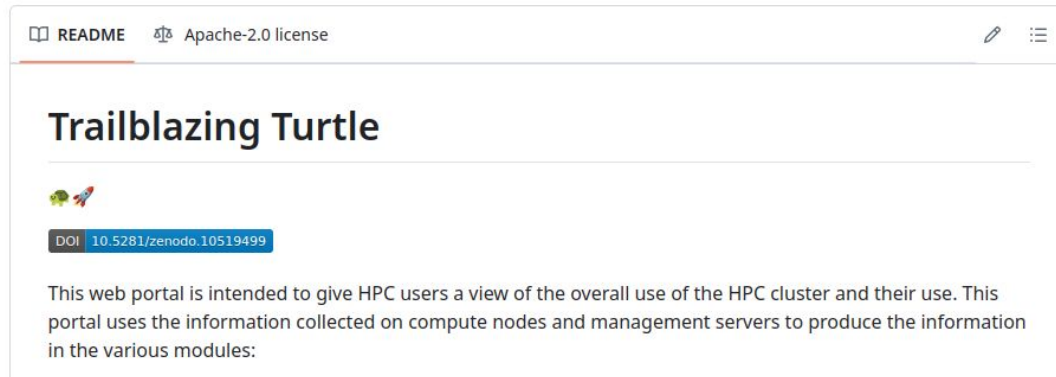 README Apache-2.0 license
Trailblazing Turtle
DOI 10.5281/zenodo.10519499
This web portal is intended to give HPC users a view of the overall use of the HPC cluster and their use. This
portal uses the information collected on compute nodes and management servers to produce the information
in the various modules: